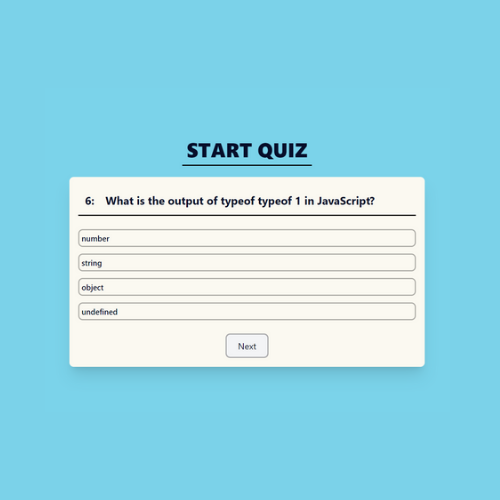 START QUIZ
6: What is the output of typeof typeof 1 in JavaScript?
number
string
object
undefined
Next